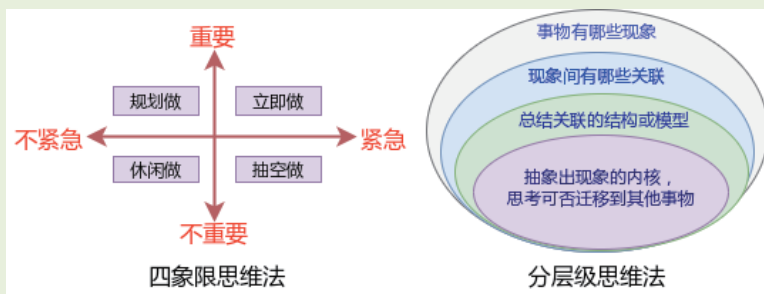 重要
规划做
立即做
不紧急
紧急
休闲做
抽空做
不重要
四象限思维法
事物有哪些现象
现象间有哪些关联
总结关联的结构或模型
抽象出现象的内核，
思考可否迁移到其他事物
分层级思维法